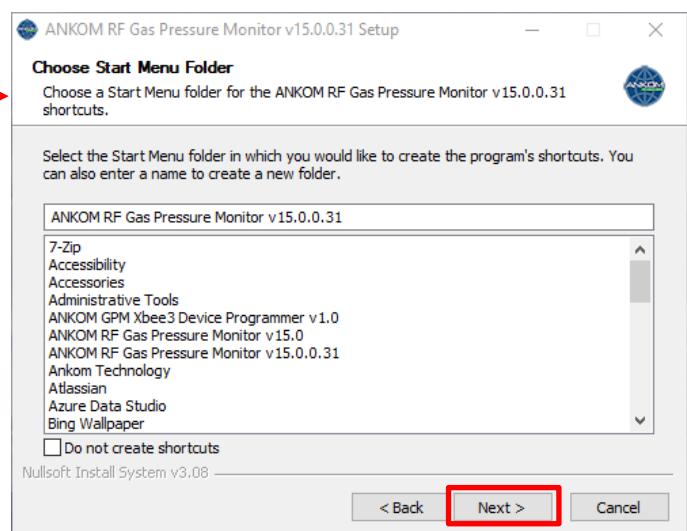 ANKOM RF Gas Pressure Monitor v15.0.0.31 Setup
Choose Start Menu Folder
Choose a Start Menu folder for the ANKOM RF Gas Pressure Monitor v15.0.0.31
shortcuts.
ANKOM
Select the Start Menu folder in which you would like to create the program's shortcuts. You
can also enter a name to create a new folder.
ANKOM RF Gas Pressure Monitor v15.0.0.31
7-Zip
Accessibility
Accessories
Administrative Tools
ANKOM GPM Xbee3 Device Programmer v1.0
ANKOM RF Gas Pressure Monitor v15.0
ANKOM RF Gas Pressure Monitor v15.0.0.31
Ankom Technology
Atlassian
Azure Data Studio
Bing Wallpaper
Do not create shortcuts
Nullsoft Install System v3.08
< Back Next > Cancel